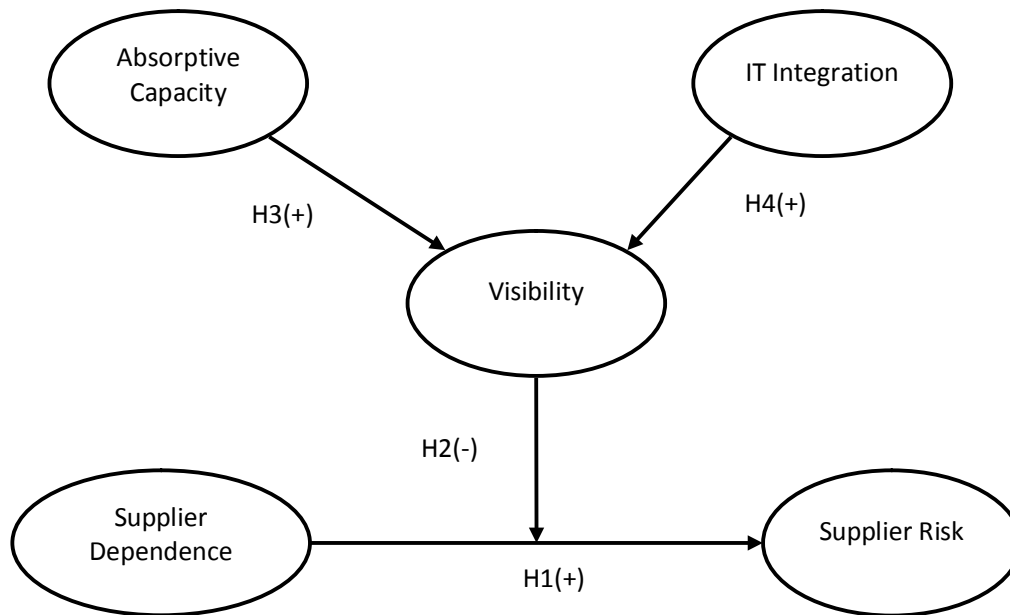 Absorptive
Capacity
IT Integration
H3(+)
H4(+)
Visibility
H2(-)
Supplier
Dependence
Supplier Risk
H1(+)